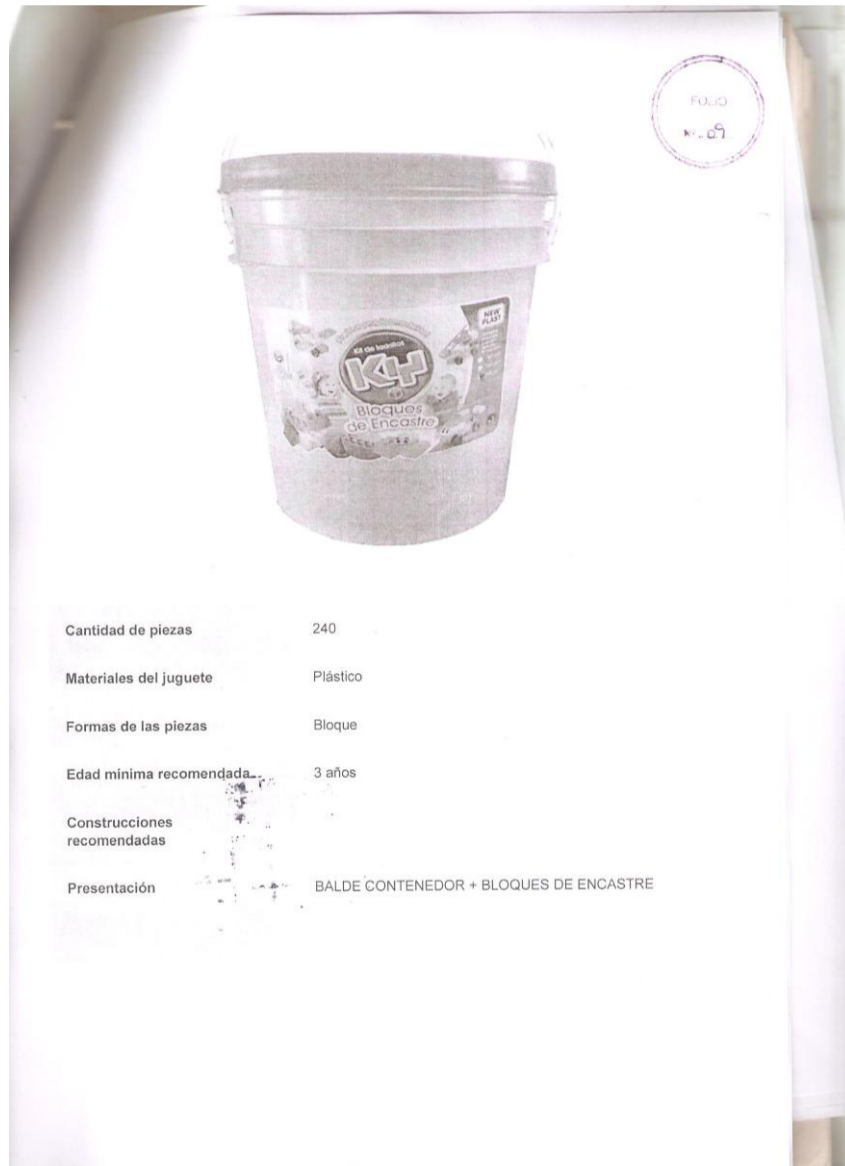 FOLIO
Nº 09
NEW
PLAST
Kit de ladrillos
Bloques
de Encastre
Cantidad de piezas 240
Materiales del juguete Plástico
Formas de las piezas Bloque
Edad minima recomendada 3 años
Construcciones
recomendadas
Presentación BALDE CONTENEDOR + BLOQUES DE ENCASTRE